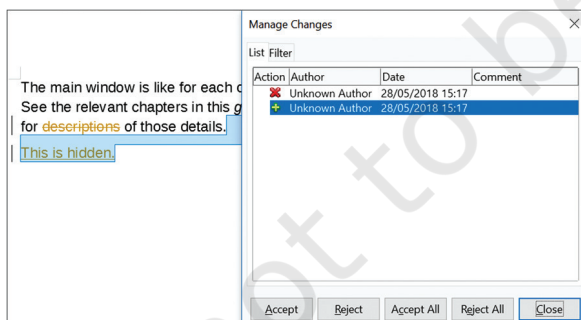 Manage Changes
List Filter
Action Author Date Comment
Unknown Author 28/05/2018 15:17
Unknown Author 28/05/2018 15:17
The main window is like for each
See the relevant chapters in this
for descriptions of those details.
This is hidden.
Accept Reject Accept All Reject All Close